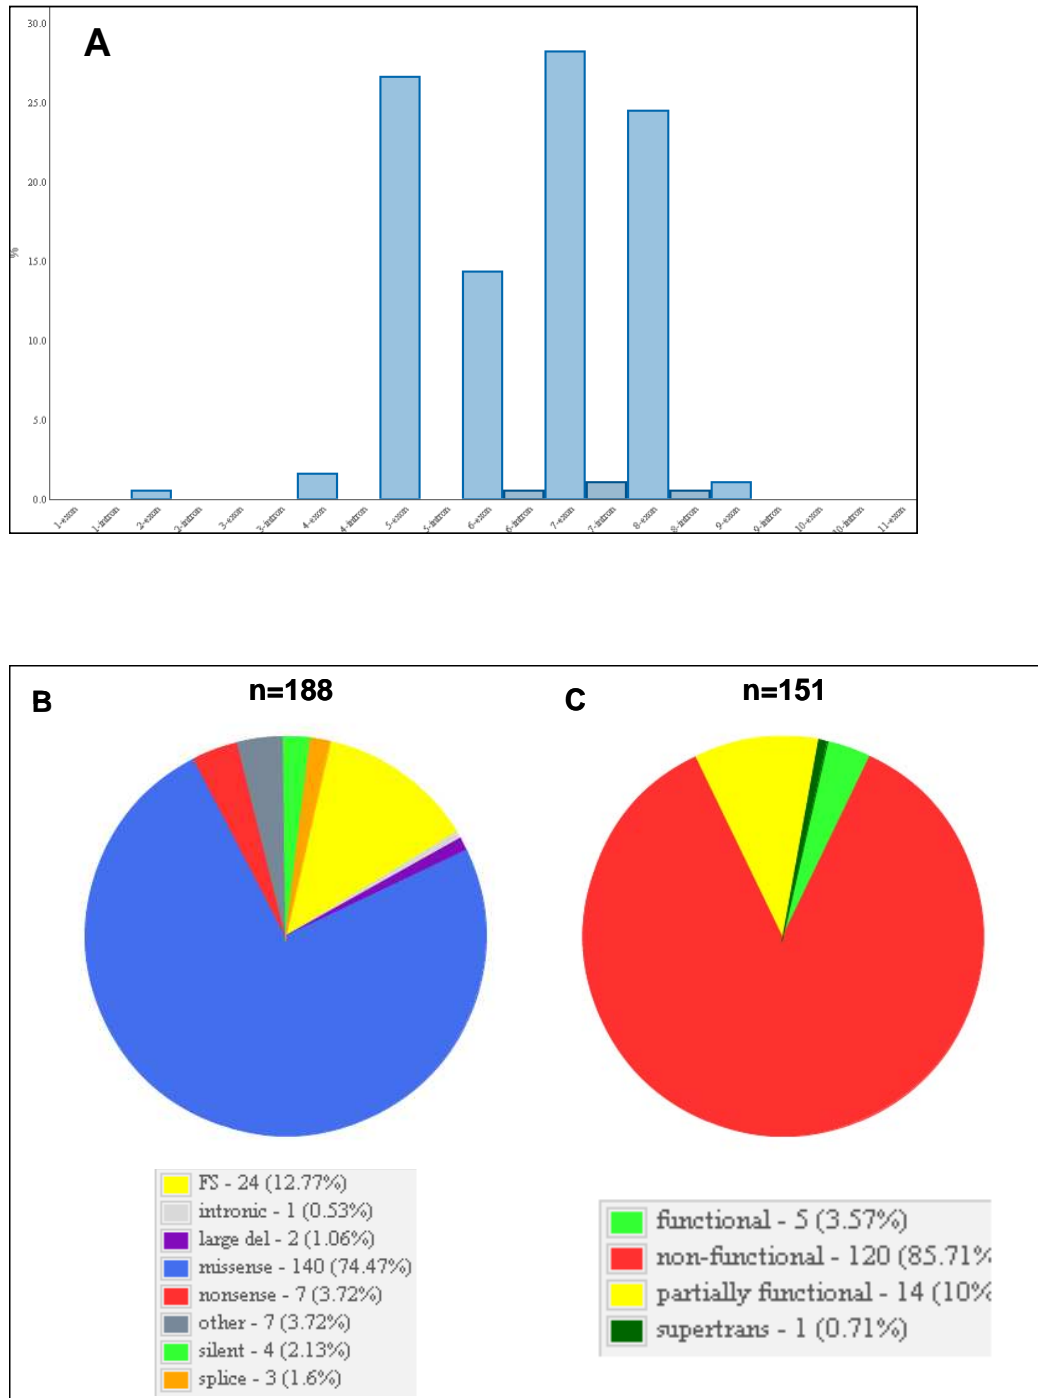 A
30.0
25.0
20.0
%
15.0
10.0
5.0
0.0
1-exon 1-intron 2-exon 2-intron 3-exon 3-intron 4-exon 4-intron 5-exon 5-intron 6-exon 6-intron 7-exon 7-intron 8-exon 8-intron 9-exon 9-intron 10-exon 10-intron 11-exon
B
n=188
C
n=151
FS - 24 (12.77%)
intronic - 1 (0.53%)
large del - 2 (1.06%)
missense - 140 (74.47%)
nonsense - 7 (3.72%)
other - 7 (3.72%)
silent - 4 (2.13%)
splice - 3 (1.6%)
functional - 5 (3.57%)
non-functional - 120 (85.71%
partially functional - 14 (10%
supertrans - 1 (0.71%)